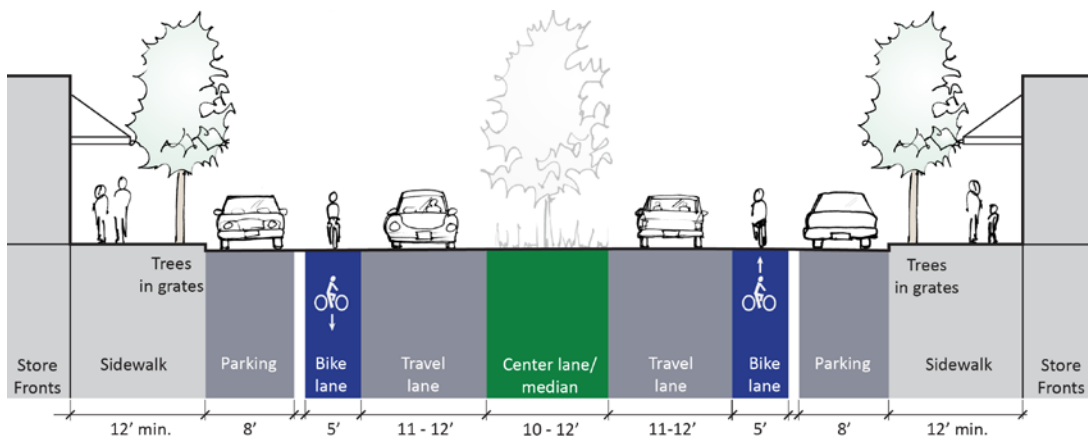 Trees
in grates
Trees
in grates
Store
Fronts
Sidewalk
Parking
Bike
lane
Travel
lane
Center lane/
median
Travel
lane
Bike
lane
Parking
Sidewalk
Store
Fronts
12’ min.
8’
5’
11 - 12’
10 - 12’
11-12’
5’
8’
12’ min.